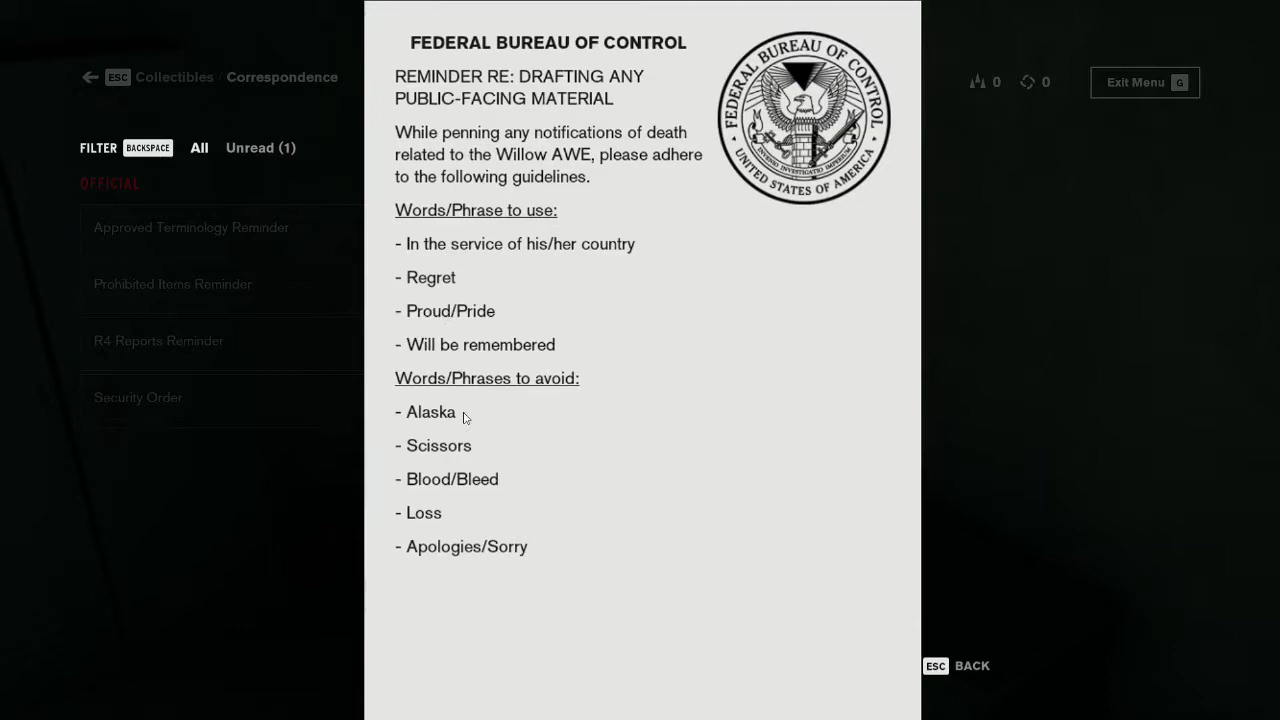 FEDERAL BUREAU OF CONTROL
REMINDER RE: DRAFTING ANY
PUBLIC-FACING MATERIAL
While penning any notifications of death
related to the Willow AWE, please adhere
to the following guidelines.
Words/Phrase to use:
- In the service of his/her country
- Regret
- Proud/Pride
- Will be remembered
Words/Phrases to avoid:
- Alaska
- Scissors
- Blood/Bleed
- Loss
- Apologies/Sorry
FEDERAL BUREAU OF CONTROL
INVENIO INVESTIGATIO IMPERIUM
UNITED STATES OF AMERICA
ESC Collectibles / Correspondence
FILTER BACKSPACE All Unread (1)
OFFICIAL
Approved Terminology Reminder
Prohibited Items Reminder
R4 Reports Reminder
Security Order
0 0
Exit Menu G
ESC BACK